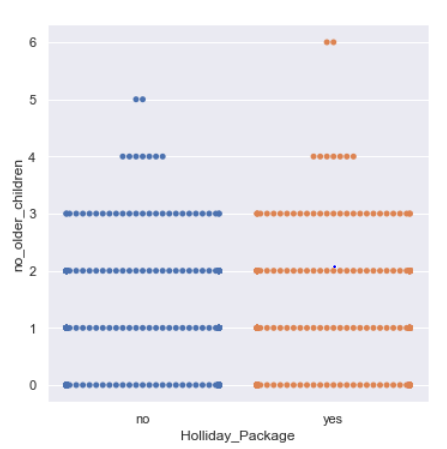 6
5
4
3
2
1
0
no_older_children
no yes
Holliday_Package